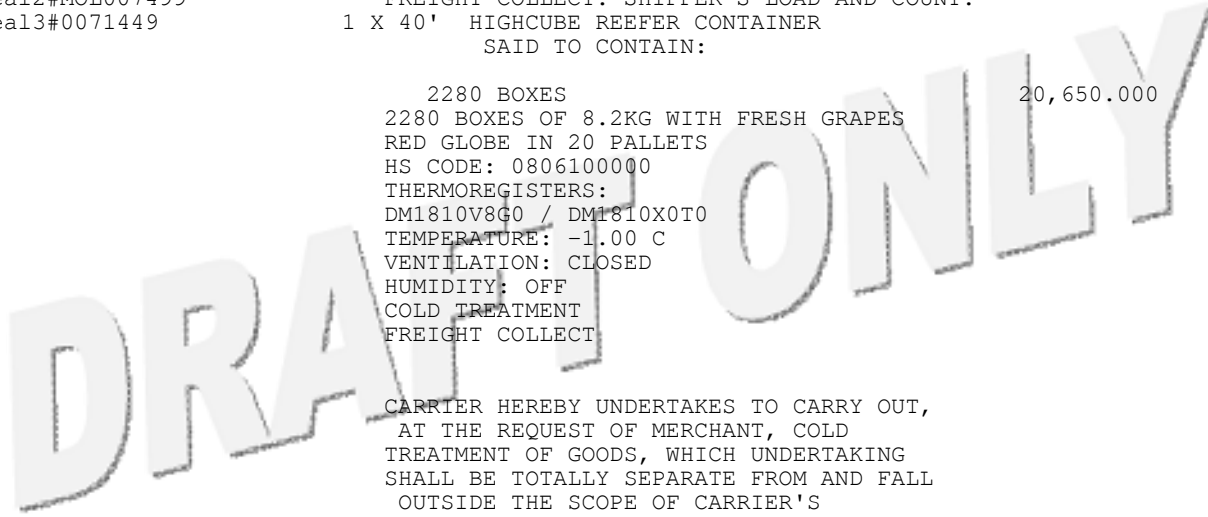 eal2#MOL007499 FREIGHT COLLECT. SHIPPER'S LOAD AND COUNT.
eal3#0071449 1 X 40' HIGHCUBE REEFER CONTAINER
SAID TO CONTAIN:
2280 BOXES 20,650.000
2280 BOXES OF 8.2KG WITH FRESH GRAPES
RED GLOBE IN 20 PALLETS
HS CODE: 0806100000
THERMOREGISTERS:
DM1810V8G0 / DM1810X0T0
TEMPERATURE: -1.00 C
VENTILATION: CLOSED
HUMIDITY: OFF
COLD TREATMENT
FREIGHT COLLECT
CARRIER HEREBY UNDERTAKES TO CARRY OUT,
AT THE REQUEST OF MERCHANT, COLD
TREATMENT OF GOODS, WHICH UNDERTAKING
SHALL BE TOTALLY SEPARATE FROM AND FALL
OUTSIDE THE SCOPE OF CARRIER'S
DRAFT ONLY